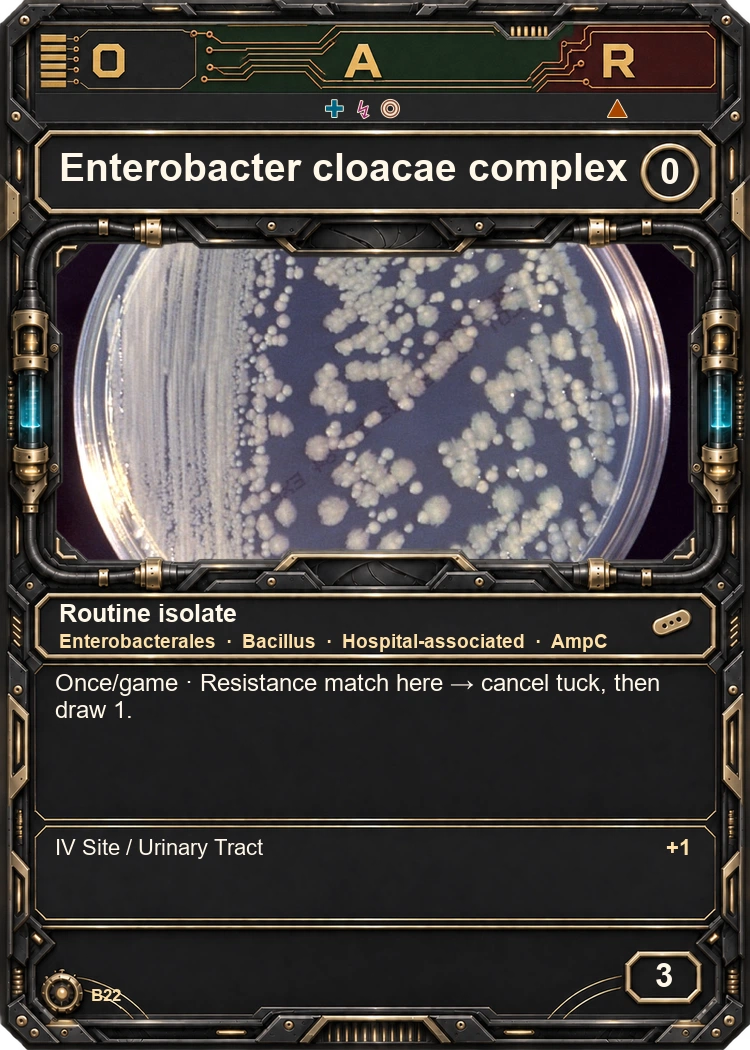 O A R
Enterobacter cloacae complex 0
Routine isolate
Enterobacterales · Bacillus · Hospital-associated · AmpC
Once/game · Resistance match here → cancel tuck, then
draw 1.
IV Site / Urinary Tract +1
3
B22